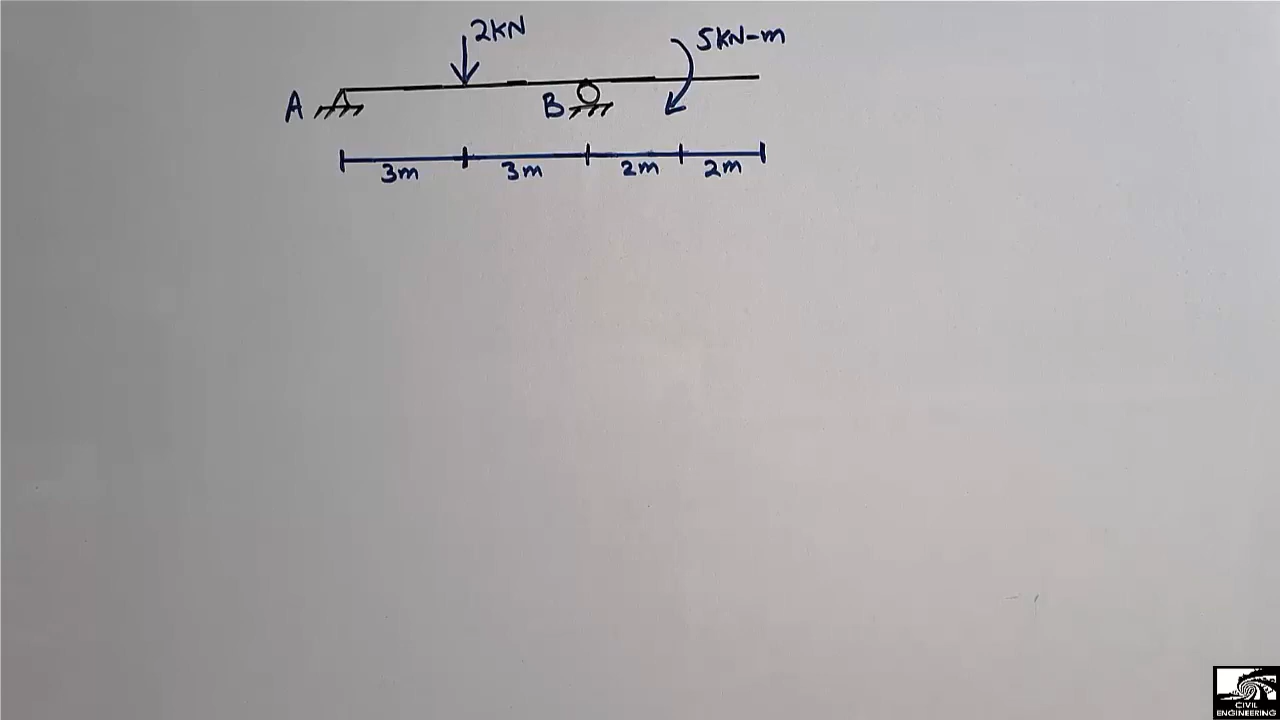 2KN
5KN-m
A
B
3m 3m 2m 2m
CIVIL
ENGINEERING